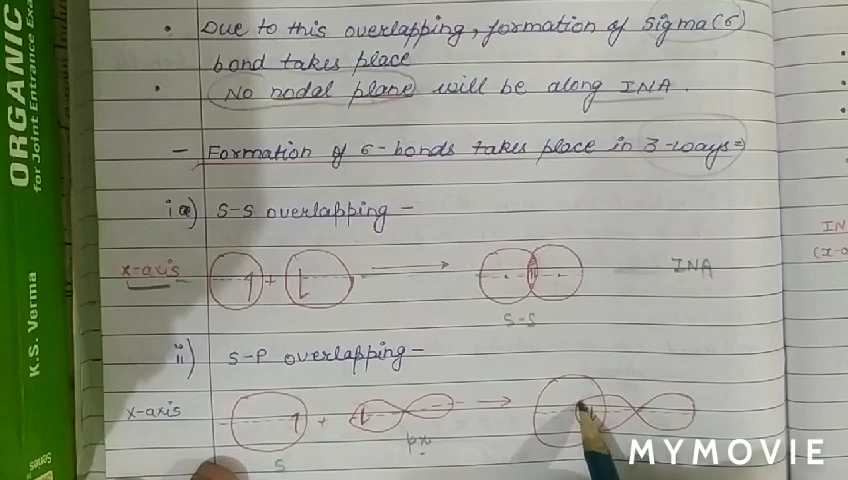 ORGANIC
for Joint Entrance Exa
K.S. Verma
Series
• Due to this overlapping, formation of Sigma(σ)
bond takes place
• No nodal plane will be along INA.
- Formation of σ-bonds takes place in 3-ways⇒
i) S-S overlapping -
x-axis + INA
S-S
ii) S-P overlapping -
x-axis +
S px
IN
(x-a
MYMOVIE